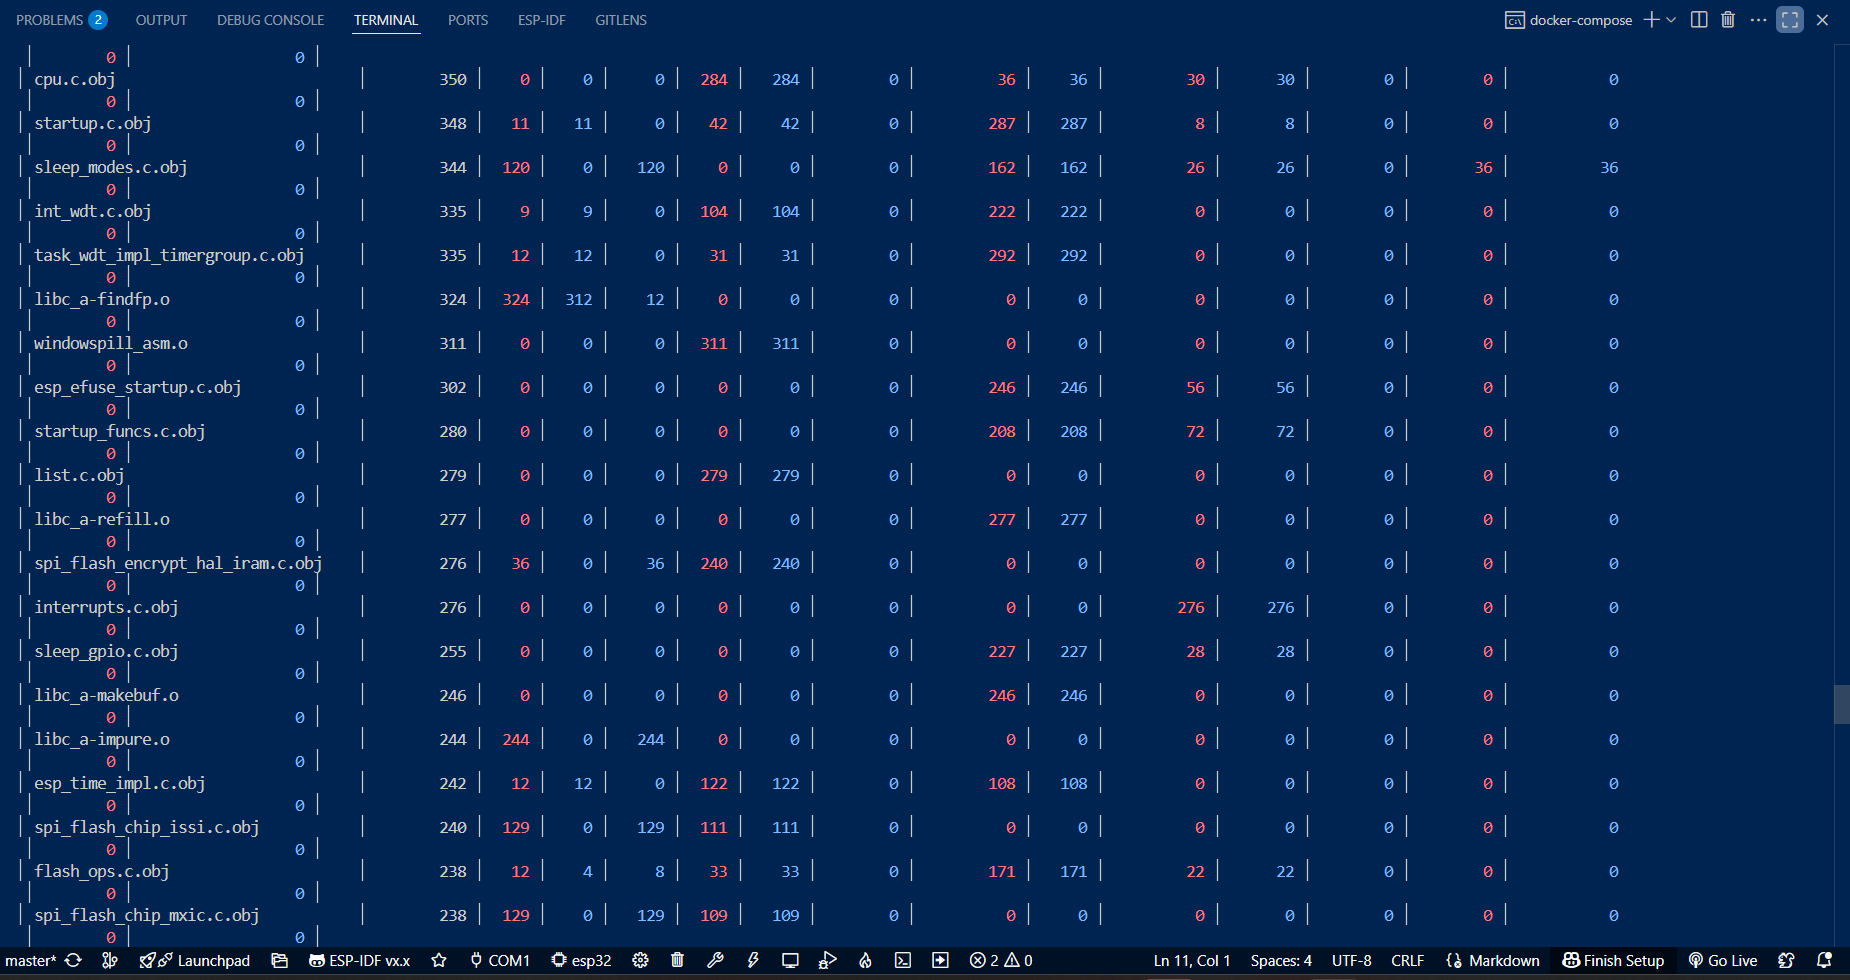 PROBLEMS 2 OUTPUT DEBUG CONSOLE TERMINAL PORTS ESP-IDF GITLENS docker-compose
| 0 | 0 |
| cpu.c.obj | 350 | 0 | 0 | 0 | 284 | 284 | 0 | 36 | 36 | 30 | 30 | 0 | 0 | 0
| 0 | 0 |
| startup.c.obj | 348 | 11 | 11 | 0 | 42 | 42 | 0 | 287 | 287 | 8 | 8 | 0 | 0 | 0
| 0 | 0 |
| sleep_modes.c.obj | 344 | 120 | 0 | 120 | 0 | 0 | 0 | 162 | 162 | 26 | 26 | 0 | 36 | 36
| 0 | 0 |
| int_wdt.c.obj | 335 | 9 | 9 | 0 | 104 | 104 | 0 | 222 | 222 | 0 | 0 | 0 | 0 | 0
| 0 | 0 |
| task_wdt_impl_timergroup.c.obj | 335 | 12 | 12 | 0 | 31 | 31 | 0 | 292 | 292 | 0 | 0 | 0 | 0 | 0
| 0 | 0 |
| libc_a-findfp.o | 324 | 324 | 312 | 12 | 0 | 0 | 0 | 0 | 0 | 0 | 0 | 0 | 0 | 0
| 0 | 0 |
| windowspill_asm.o | 311 | 0 | 0 | 0 | 311 | 311 | 0 | 0 | 0 | 0 | 0 | 0 | 0 | 0
| 0 | 0 |
| esp_efuse_startup.c.obj | 302 | 0 | 0 | 0 | 0 | 0 | 0 | 246 | 246 | 56 | 56 | 0 | 0 | 0
| 0 | 0 |
| startup_funcs.c.obj | 280 | 0 | 0 | 0 | 0 | 0 | 0 | 208 | 208 | 72 | 72 | 0 | 0 | 0
| 0 | 0 |
| list.c.obj | 279 | 0 | 0 | 0 | 279 | 279 | 0 | 0 | 0 | 0 | 0 | 0 | 0 | 0
| 0 | 0 |
| libc_a-refill.o | 277 | 0 | 0 | 0 | 0 | 0 | 0 | 277 | 277 | 0 | 0 | 0 | 0 | 0
| 0 | 0 |
| spi_flash_encrypt_hal_iram.c.obj | 276 | 36 | 0 | 36 | 240 | 240 | 0 | 0 | 0 | 0 | 0 | 0 | 0 | 0
| 0 | 0 |
| interrupts.c.obj | 276 | 0 | 0 | 0 | 0 | 0 | 0 | 0 | 0 | 276 | 276 | 0 | 0 | 0
| 0 | 0 |
| sleep_gpio.c.obj | 255 | 0 | 0 | 0 | 0 | 0 | 0 | 227 | 227 | 28 | 28 | 0 | 0 | 0
| 0 | 0 |
| libc_a-makebuf.o | 246 | 0 | 0 | 0 | 0 | 0 | 0 | 246 | 246 | 0 | 0 | 0 | 0 | 0
| 0 | 0 |
| libc_a-impure.o | 244 | 244 | 0 | 244 | 0 | 0 | 0 | 0 | 0 | 0 | 0 | 0 | 0 | 0
| 0 | 0 |
| esp_time_impl.c.obj | 242 | 12 | 12 | 0 | 122 | 122 | 0 | 108 | 108 | 0 | 0 | 0 | 0 | 0
| 0 | 0 |
| spi_flash_chip_issi.c.obj | 240 | 129 | 0 | 129 | 111 | 111 | 0 | 0 | 0 | 0 | 0 | 0 | 0 | 0
| 0 | 0 |
| flash_ops.c.obj | 238 | 12 | 4 | 8 | 33 | 33 | 0 | 171 | 171 | 22 | 22 | 0 | 0 | 0
| 0 | 0 |
| spi_flash_chip_mxic.c.obj | 238 | 129 | 0 | 129 | 109 | 109 | 0 | 0 | 0 | 0 | 0 | 0 | 0 | 0
| 0 | 0 |
master* Launchpad ESP-IDF vx.x COM1 esp32 2 0 Ln 11, Col 1 Spaces: 4 UTF-8 CRLF Markdown Finish Setup Go Live